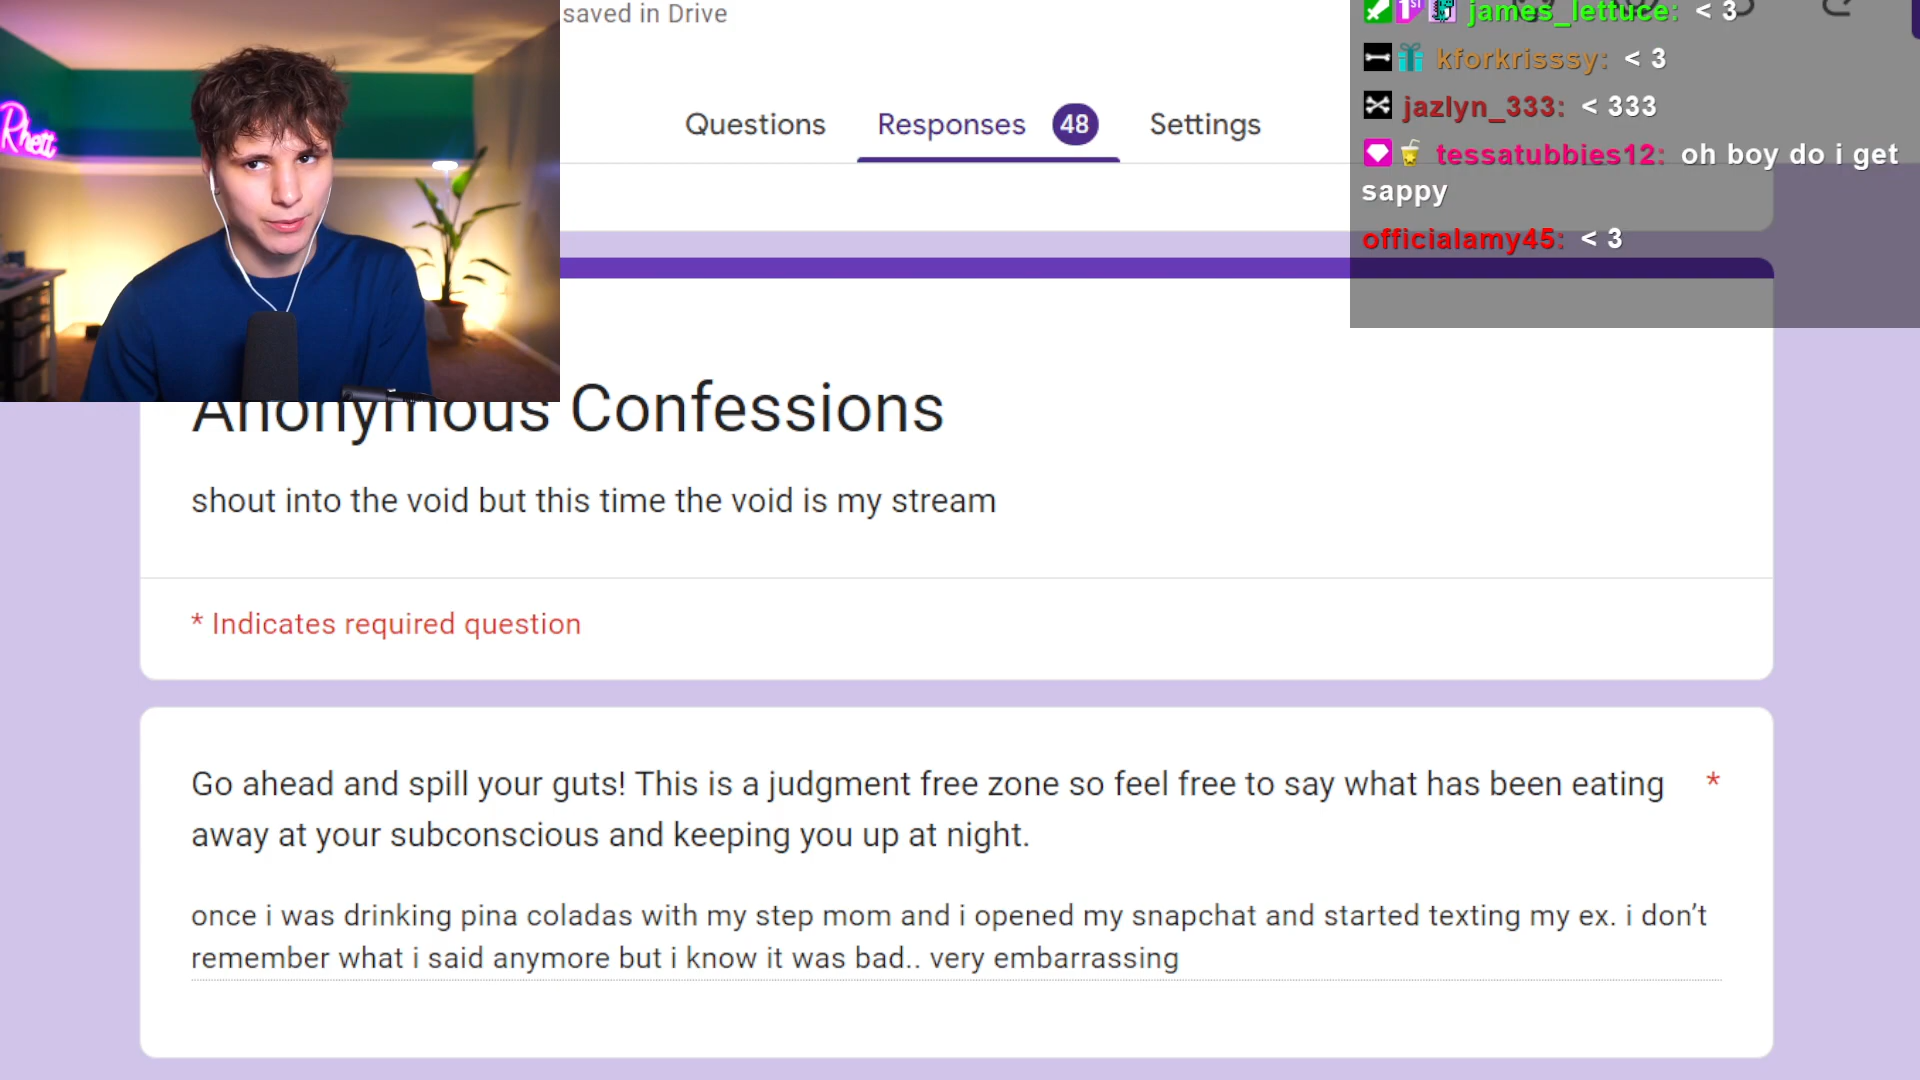 saved in Drive
Rhett
Questions Responses 48 Settings
1ST james_lettuce: < 3
kforkrisssy: < 3
jazlyn_333: < 333
tessatubbies12: oh boy do i get
sappy
officialamy45: < 3
Anonymous Confessions
shout into the void but this time the void is my stream
* Indicates required question
Go ahead and spill your guts! This is a judgment free zone so feel free to say what has been eating *
away at your subconscious and keeping you up at night.
once i was drinking pina coladas with my step mom and i opened my snapchat and started texting my ex. i don’t
remember what i said anymore but i know it was bad.. very embarrassing